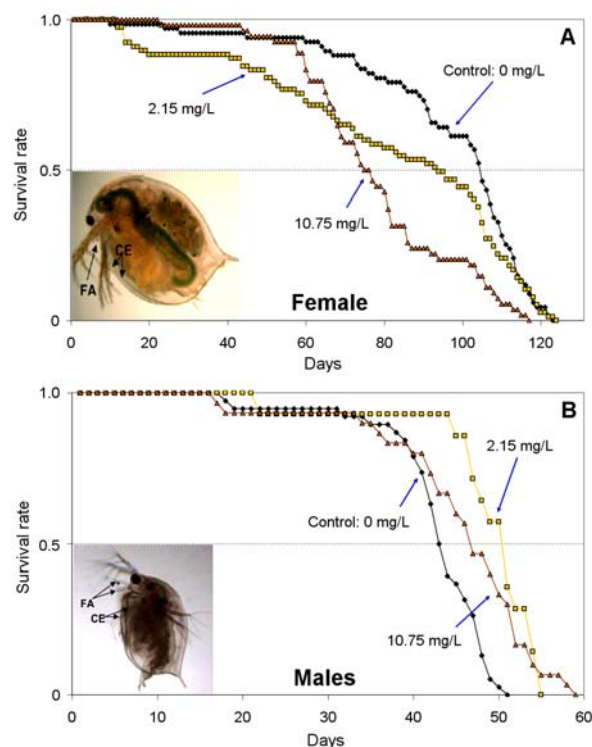 A
1.0
Control: 0 mg/L
2.15 mg/L
Survival rate
0.5
10.75 mg/L
FA
CE
Female
0
0 20 40 60 80 100 120
Days
B
1.0
2.15 mg/L
Survival rate
Control: 0 mg/L
0.5
FA
CE
10.75 mg/L
Males
0
0 10 20 30 40 50 60
Days